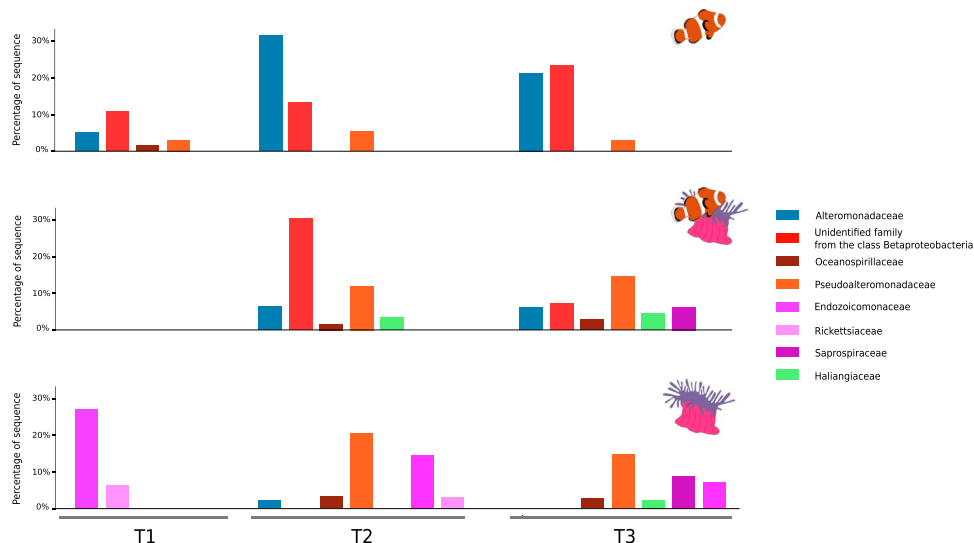 Percentage of sequence
30%
20%
10%
0%
Percentage of sequence
30%
20%
10%
0%
Alteromonadaceae
Unidentified family
from the class Betaproteobacteria
Oceanospirillaceae
Pseudoalteromonadaceae
Endozoicomonaceae
Rickettsiaceae
Saprospiraceae
Haliangiaceae
Percentage of sequence
30%
20%
10%
0%
T1 T2 T3